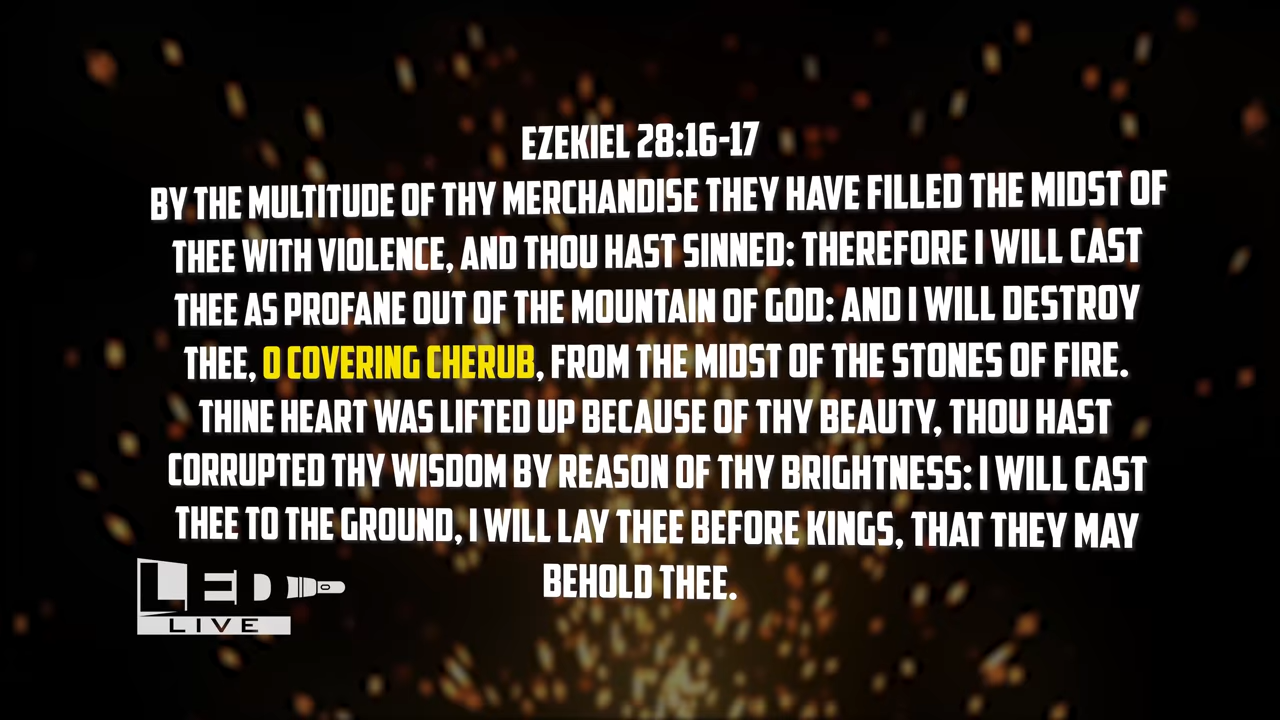 EZEKIEL 28:16-17
BY THE MULTITUDE OF THY MERCHANDISE THEY HAVE FILLED THE MIDST OF
THEE WITH VIOLENCE, AND THOU HAST SINNED: THEREFORE I WILL CAST
THEE AS PROFANE OUT OF THE MOUNTAIN OF GOD: AND I WILL DESTROY
THEE, O COVERING CHERUB, FROM THE MIDST OF THE STONES OF FIRE.
THINE HEART WAS LIFTED UP BECAUSE OF THY BEAUTY, THOU HAST
CORRUPTED THY WISDOM BY REASON OF THY BRIGHTNESS: I WILL CAST
THEE TO THE GROUND, I WILL LAY THEE BEFORE KINGS, THAT THEY MAY
BEHOLD THEE.
LED
LIVE